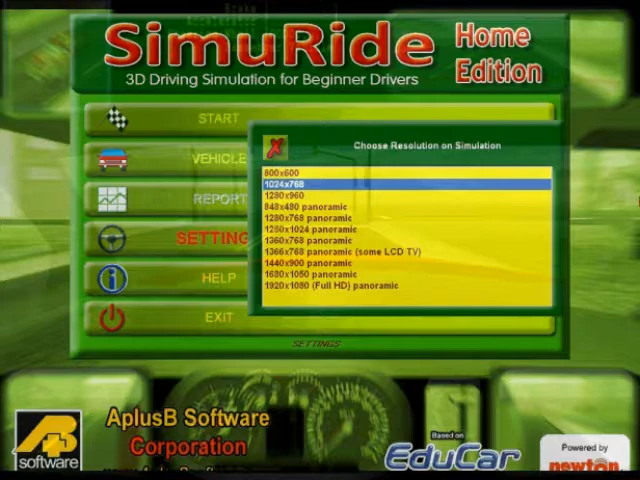 SimuRide Home
Edition
3D Driving Simulation for Beginner Drivers
START
Choose Resolution on Simulation
VEHICLE
800x600
1024x768
1280x960
REPORT
848x480 panoramic
1280x768 panoramic
1280x1024 panoramic
SETTING
1360x768 panoramic
1366x768 panoramic (some LCD TV)
1440x900 panoramic
HELP
1680x1050 panoramic
1920x1080 (Full HD) panoramic
EXIT
SETTINGS
AplusB Software
Corporation
software
Based on
EduCar
Powered by
newton